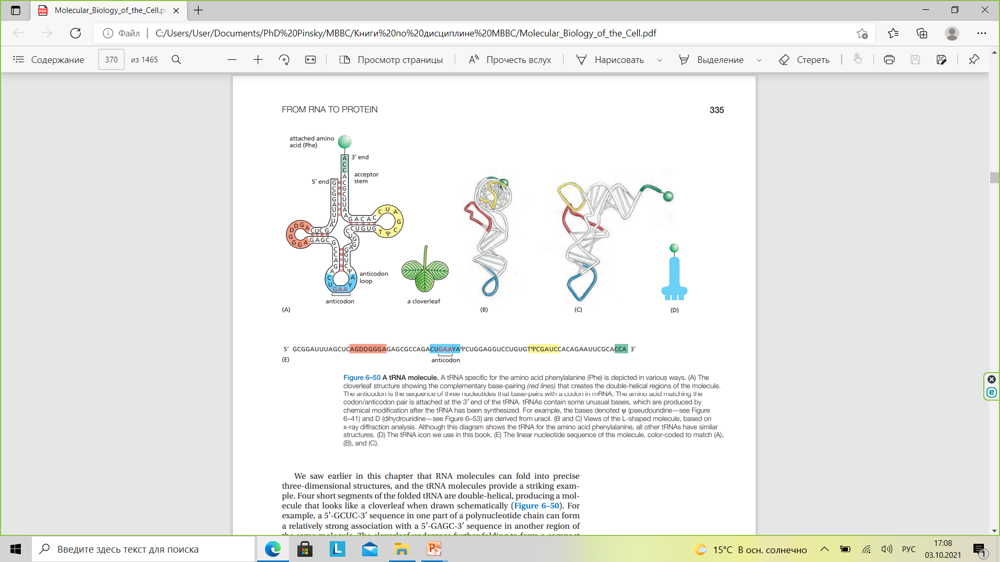 Molecular_Biology_of_the_Cell.pc
Файл
C:/Users/User/Documents/PhD%20Pinsky/MBBC/Книги%20по%20дисциплине%20MBBC/Molecular_Biology_of_the_Cell.pdf
Содержание
370
из 1465
Просмотр страницы
Прочесть вслух
Нарисовать
Выделение
Стереть
FROM RNA TO PROTEIN
335
attached amino
acid (Phe)
A
C
C
A
C
G
C
U
U
A
A
3′ end
acceptor
stem
5′ end
G
C
G
G
A
U
U
U
A
GACAC
CUGUG
C U A G C Ψ T
CUCG
GAGC
A G D D G G G A
anticodon
loop
C U G A A Y A Ψ
anticodon
a cloverleaf
(A)
(B)
(C)
(D)
5′ GCGGAUUUAGCUCAGDDGGGAGAGCGCCAGACUGAAYAΨCUGGAGGUCCUGUGTΨCGAUCCACAGAAUUCGCACCA 3′
anticodon
(E)
Figure 6–50 A tRNA molecule. A tRNA specific for the amino acid phenylalanine (Phe) is depicted in various ways. (A) The
cloverleaf structure showing the complementary base-pairing (red lines) that creates the double-helical regions of the molecule.
The anticodon is the sequence of three nucleotides that base-pairs with a codon in mRNA. The amino acid matching the
codon/anticodon pair is attached at the 3′ end of the tRNA. tRNAs contain some unusual bases, which are produced by
chemical modification after the tRNA has been synthesized. For example, the bases denoted ψ (pseudouridine—see Figure
6–41) and D (dihydrouridine—see Figure 6–53) are derived from uracil. (B and C) Views of the L-shaped molecule, based on
x-ray diffraction analysis. Although this diagram shows the tRNA for the amino acid phenylalanine, all other tRNAs have similar
structures. (D) The tRNA icon we use in this book. (E) The linear nucleotide sequence of the molecule, color-coded to match (A),
(B), and (C).
We saw earlier in this chapter that RNA molecules can fold into precise
three-dimensional structures, and the tRNA molecules provide a striking exam-
ple. Four short segments of the folded tRNA are double-helical, producing a mol-
ecule that looks like a cloverleaf when drawn schematically (Figure 6–50). For
example, a 5′-GCUC-3′ sequence in one part of a polynucleotide chain can form
a relatively strong association with a 5′-GAGC-3′ sequence in another region of
Введите здесь текст для поиска
15°C В осн. солнечно
РУС
17:08
03.10.2021
1